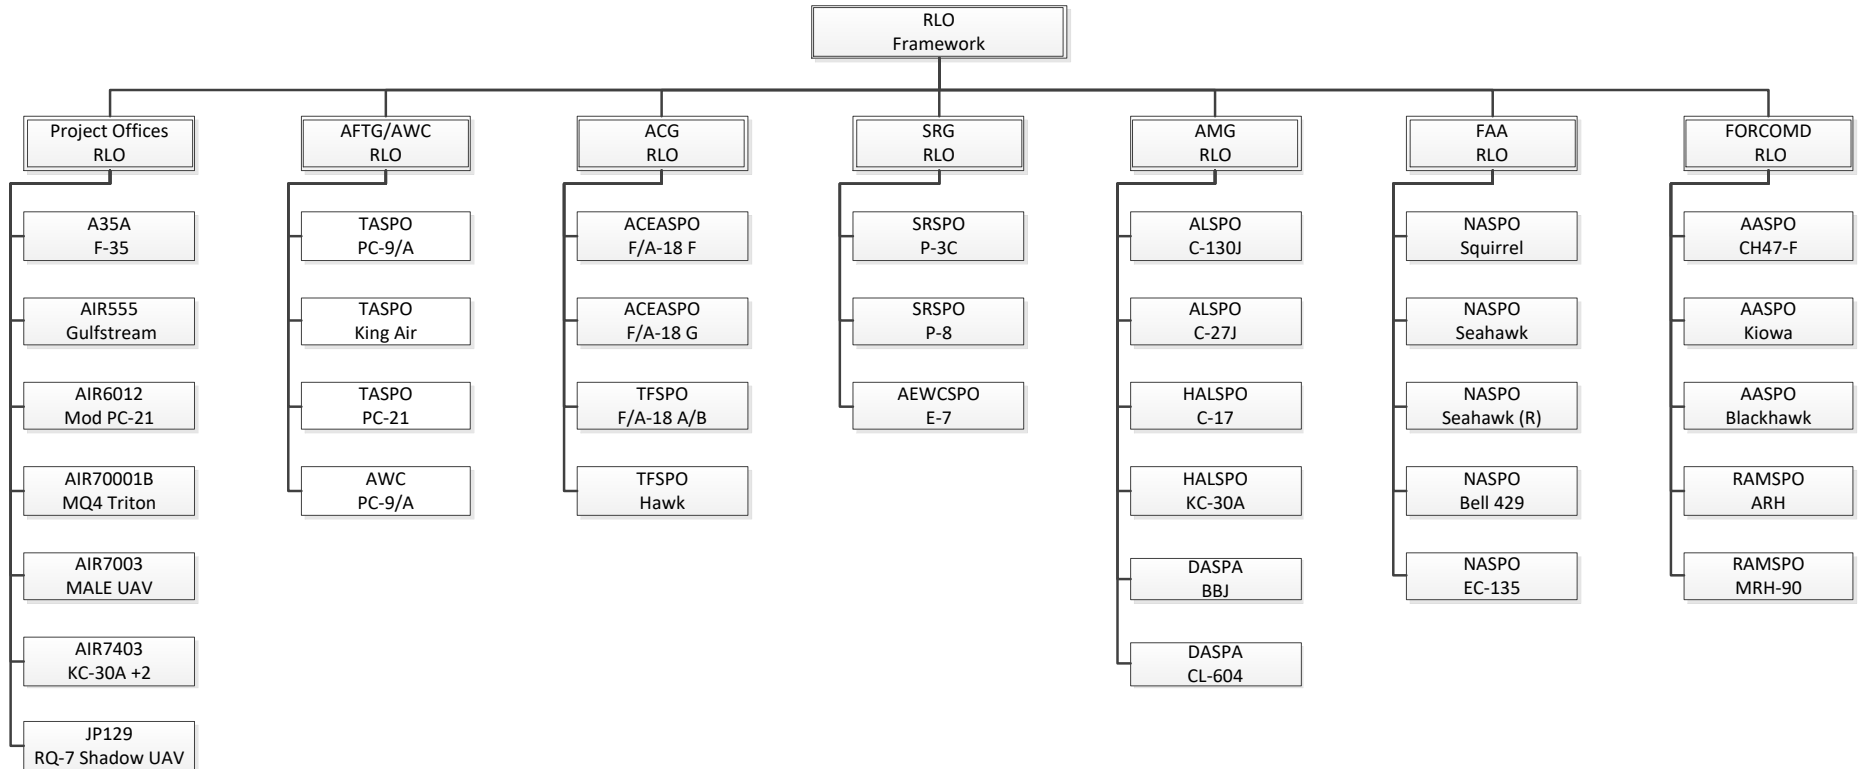 RLO
Framework
Project Offices
RLO
A35A
F-35
AIR555
Gulfstream
AIR6012
Mod PC-21
AIR70001B
MQ4 Triton
AIR7003
MALE UAV
AIR7403
KC-30A +2
JP129
RQ-7 Shadow UAV
AFTG/AWC
RLO
TASPO
PC-9/A
TASPO
King Air
TASPO
PC-21
AWC
PC-9/A
ACG
RLO
ACEASPO
F/A-18 F
ACEASPO
F/A-18 G
TFSPO
F/A-18 A/B
TFSPO
Hawk
SRG
RLO
SRSPO
P-3C
SRSPO
P-8
AEWCSPO
E-7
AMG
RLO
ALSPO
C-130J
ALSPO
C-27J
HALSPO
C-17
HALSPO
KC-30A
DASPA
BBJ
DASPA
CL-604
FAA
RLO
NASPO
Squirrel
NASPO
Seahawk
NASPO
Seahawk (R)
NASPO
Bell 429
NASPO
EC-135
FORCOMD
RLO
AASPO
CH47-F
AASPO
Kiowa
AASPO
Blackhawk
RAMSPO
ARH
RAMSPO
MRH-90